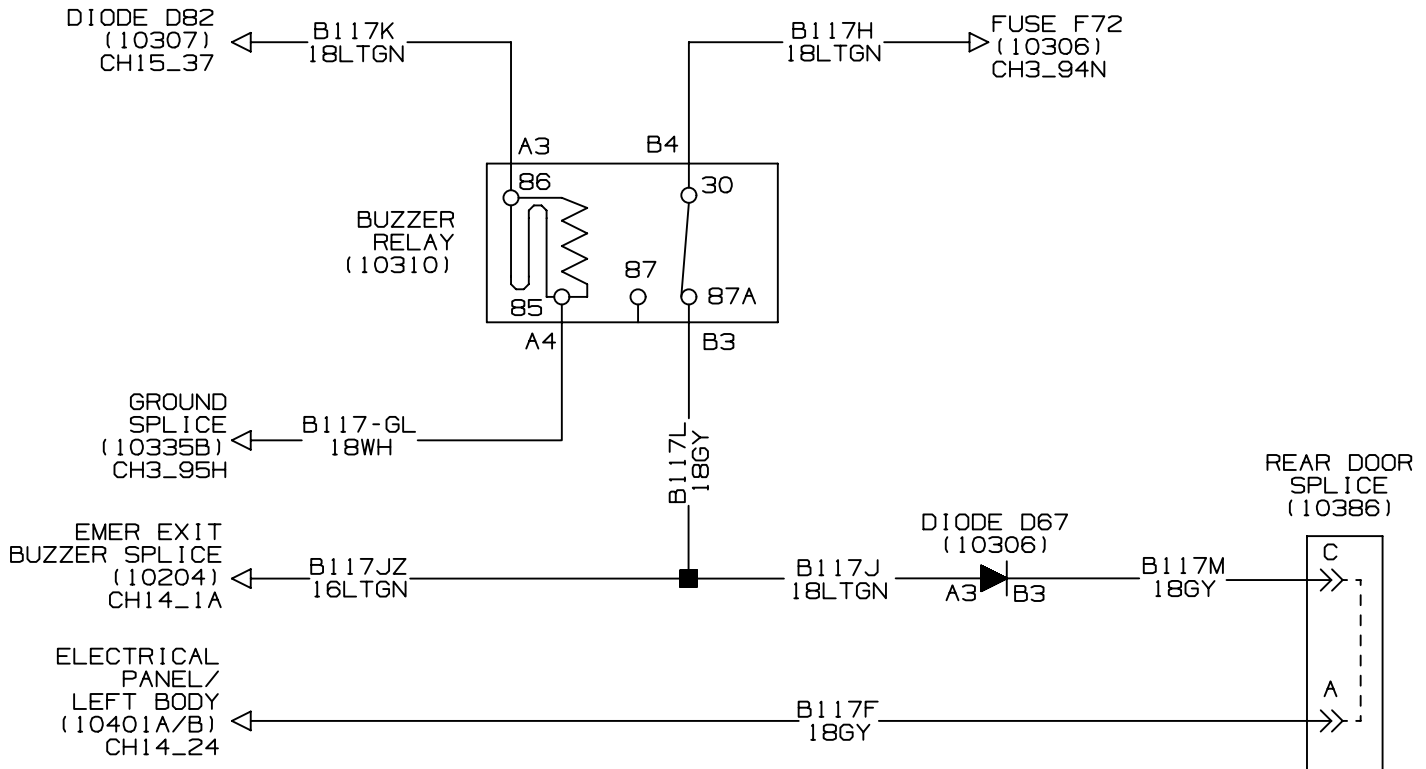 DIODE D82
(10307)
CH15_37
B117K
18LTGN
B117H
18LTGN
FUSE F72
(10306)
CH3_94N
A3
B4
86
30
BUZZER
RELAY
(10310)
87
85
87A
A4
B3
GROUND
SPLICE
(10335B)
CH3_95H
B117-GL
18WH
B117L
18GY
REAR DOOR
SPLICE
(10386)
EMER EXIT
BUZZER SPLICE
(10204)
CH14_1A
B117JZ
16LTGN
B117J
18LTGN
DIODE D67
(10306)
A3
B3
B117M
18GY
C
ELECTRICAL
PANEL/
LEFT BODY
(10401A/B)
CH14_24
B117F
18GY
A